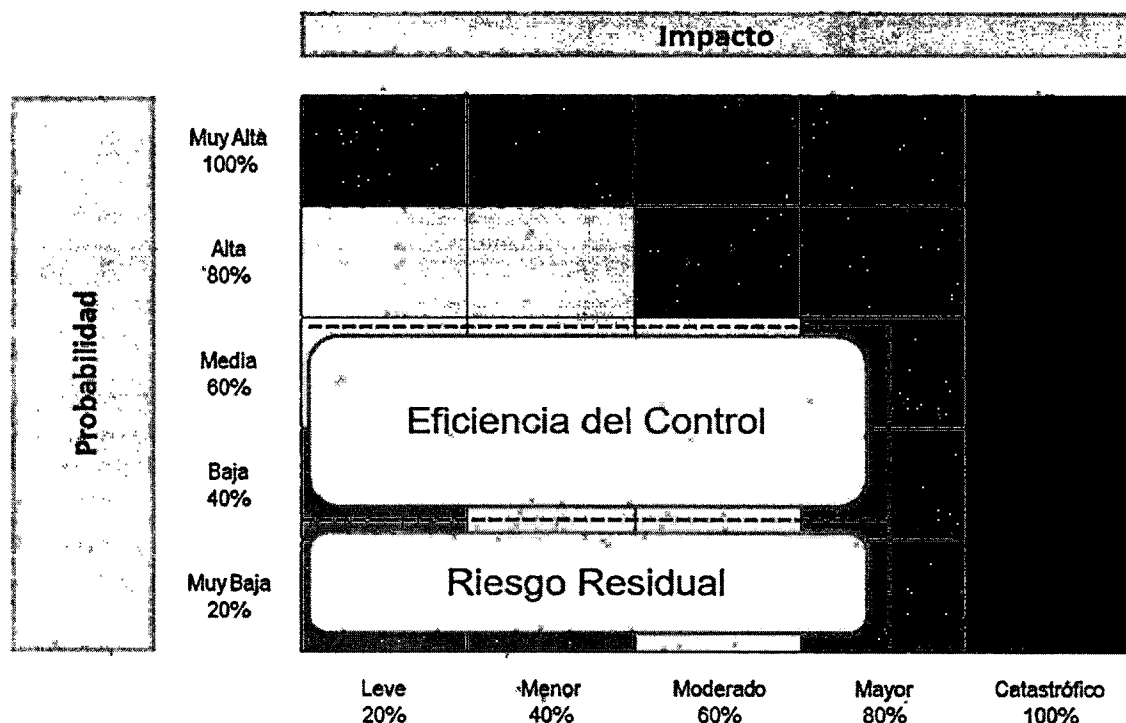 Impacto
Probabilidad
Muy Altà
100%
Alta
80%
Media
60%
Baja
40%
Muy Baja
20%
Eficiencia del Control
Riesgo Residual
Leve
20%
Menor
40%
Moderado
60%
Mayor
80%
Catastrófico
100%